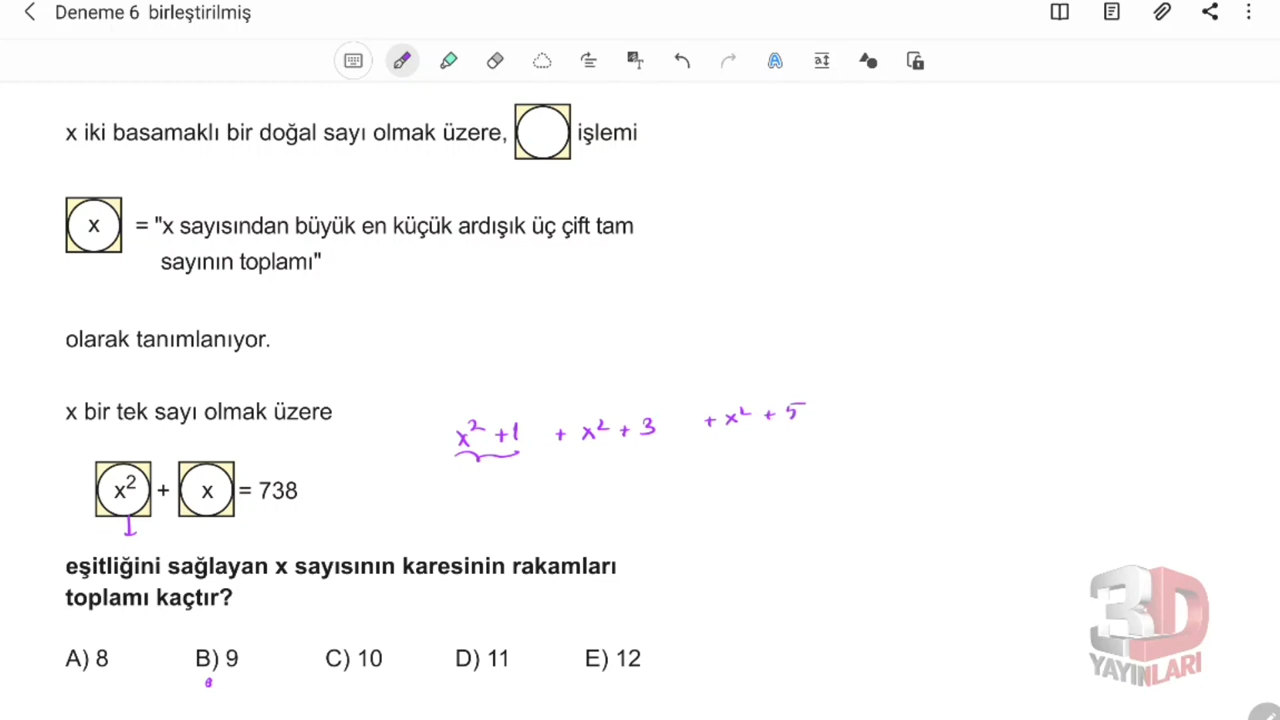 Deneme 6 birleştirilmiş
x iki basamaklı bir doğal sayı olmak üzere, işlemi
x = "x sayısından büyük en küçük ardışık üç çift tam
sayının toplamı"
olarak tanımlanıyor.
x bir tek sayı olmak üzere
x² + 1 + x² + 3 + x² + 5
x² + x = 738
eşitliğini sağlayan x sayısının karesinin rakamları
toplamı kaçtır?
A) 8 B) 9 C) 10 D) 11 E) 12
3D
YAYINLARI